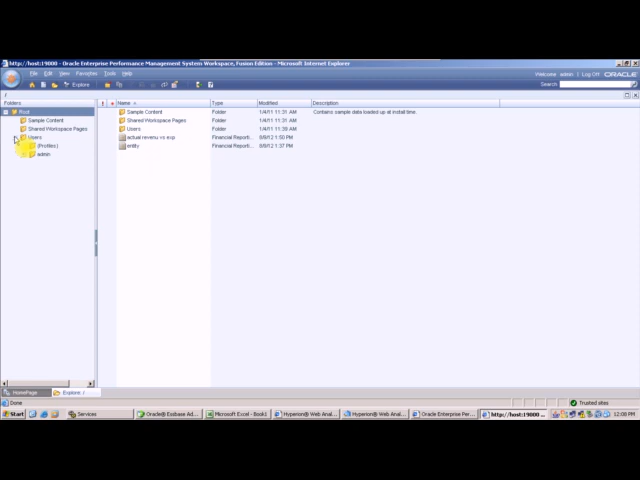 http://host:19000 - Oracle Enterprise Performance Management System Workspace, Fusion Edition - Microsoft Internet Explorer
File Edit View Favorites Tools Help
Welcome admin | Log Off ORACLE
Explore
Search:
/
Folders
! Name Type Modified Description
Root
Sample Content
Shared Workspace Pages
Users
(Profiles)
admin
Sample Content Folder 1/4/11 11:31 AM Contains sample data loaded up at install time.
Shared Workspace Pages Folder 1/4/11 11:31 AM
Users Folder 1/4/11 11:39 AM
actual revenu vs exp Financial Reporti... 8/8/12 1:50 PM
entity Financial Reporti... 8/8/12 1:37 PM
HomePage Explore: /
Done Trusted sites
Start Services Oracle® Essbase Ad... Microsoft Excel - Book1 Hyperion® Web Anal... Hyperion® Web Anal... Oracle Enterprise Per... http://host:19000 ... 12:08 PM